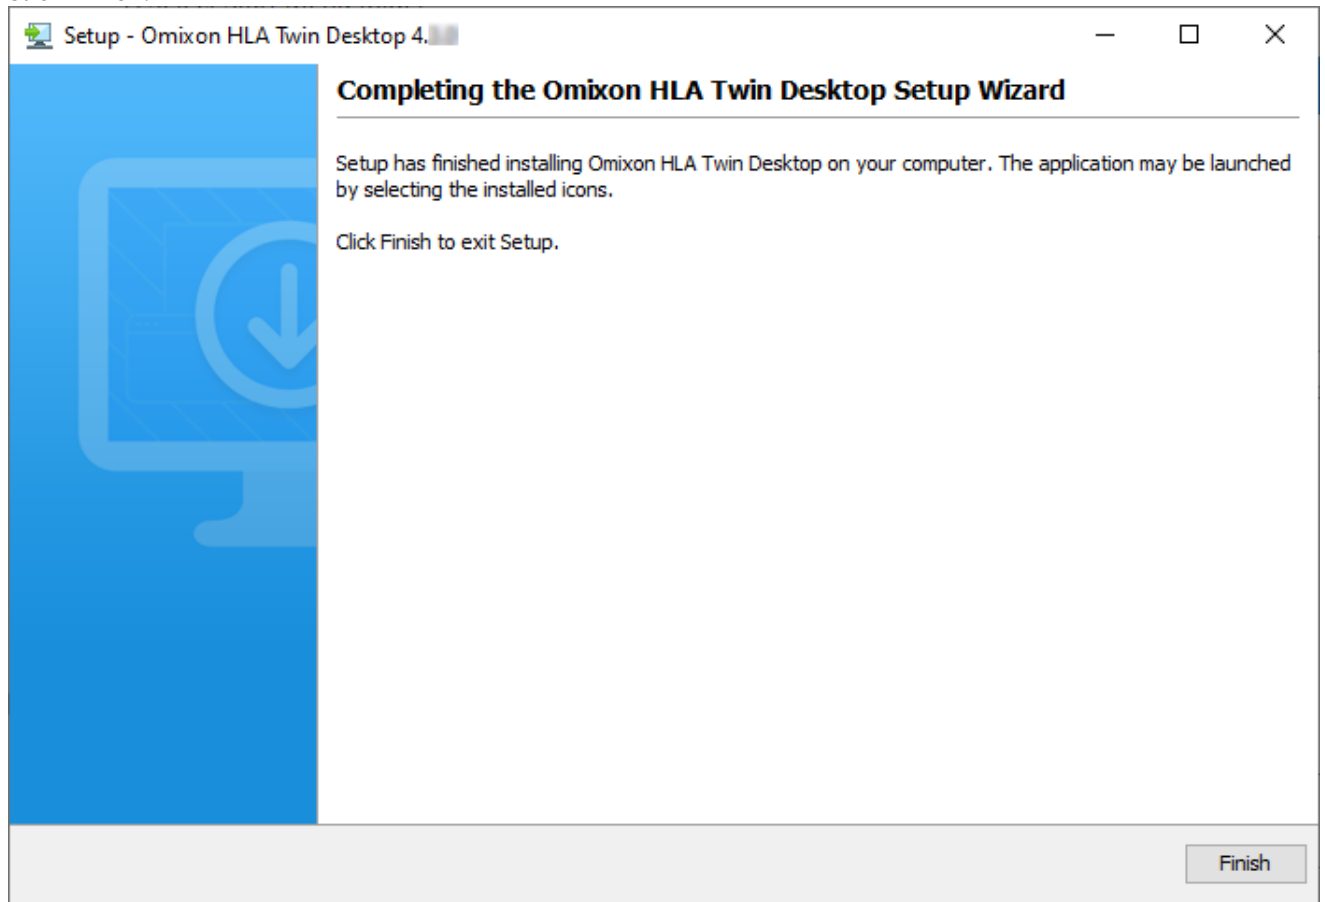 Setup - Omixon HLA Twin Desktop 4.
Completing the Omixon HLA Twin Desktop Setup Wizard
Setup has finished installing Omixon HLA Twin Desktop on your computer. The application may be launched
by selecting the installed icons.
Click Finish to exit Setup.
Finish